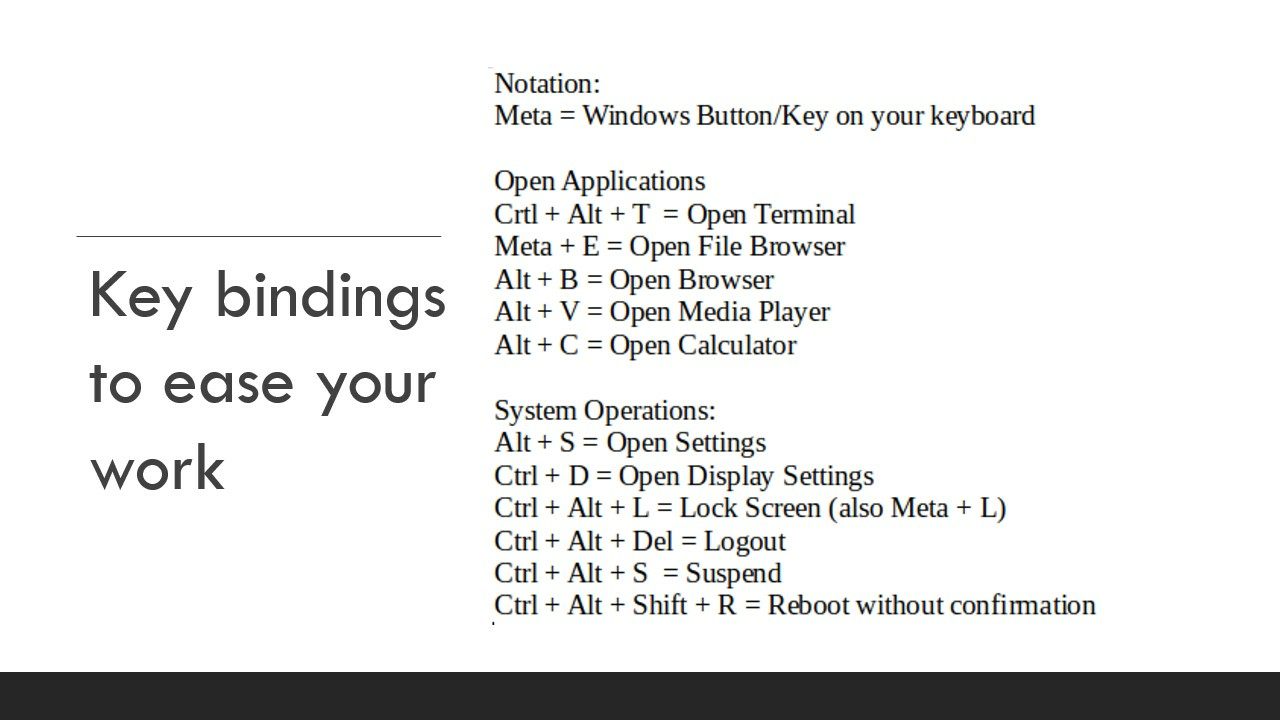 Key bindings
to ease your
work
Notation:
Meta = Windows Button/Key on your keyboard
Open Applications
Crtl + Alt + T  = Open Terminal
Meta + E = Open File Browser
Alt + B = Open Browser
Alt + V = Open Media Player
Alt + C = Open Calculator
System Operations:
Alt + S = Open Settings
Ctrl + D = Open Display Settings
Ctrl + Alt + L = Lock Screen (also Meta + L)
Ctrl + Alt + Del = Logout
Ctrl + Alt + S  = Suspend
Ctrl + Alt + Shift + R = Reboot without confirmation